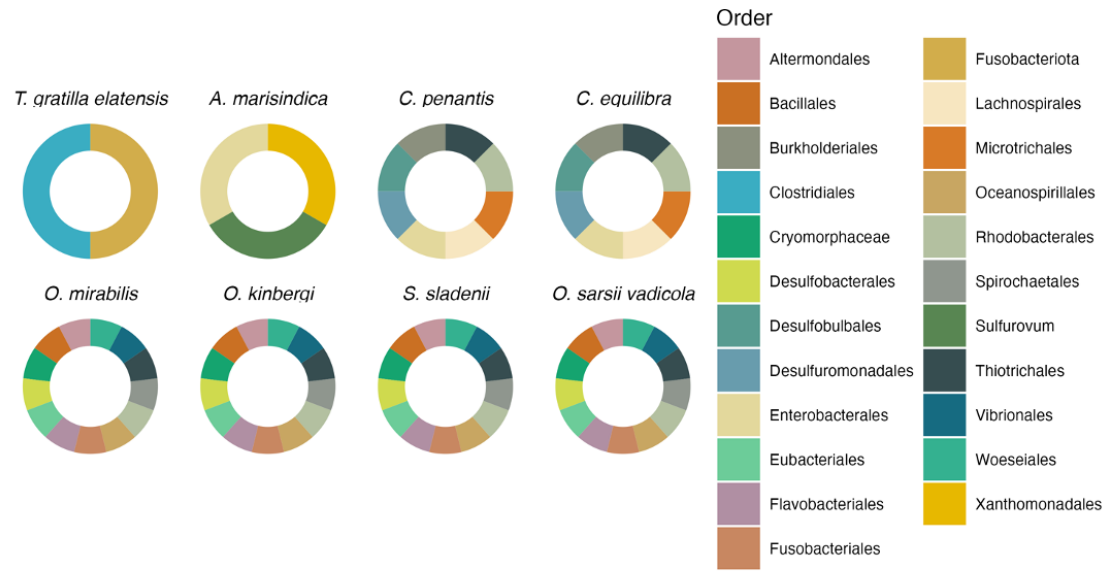 Order
T. gratilla elatensis
A. marisindica
C. penantis
C. equilibra
O. mirabilis
O. kinbergi
S. sladenii
O. sarsii vadicola
Altermondales
Bacillales
Burkholderiales
Clostridiales
Cryomorphaceae
Desulfobacterales
Desulfobulbales
Desulfuromonadales
Enterobacterales
Eubacteriales
Flavobacteriales
Fusobacteriales
Fusobacteriota
Lachnospirales
Microtrichales
Oceanospirillales
Rhodobacterales
Spirochaetales
Sulfurovum
Thiotrichales
Vibrionales
Woeseiales
Xanthomonadales